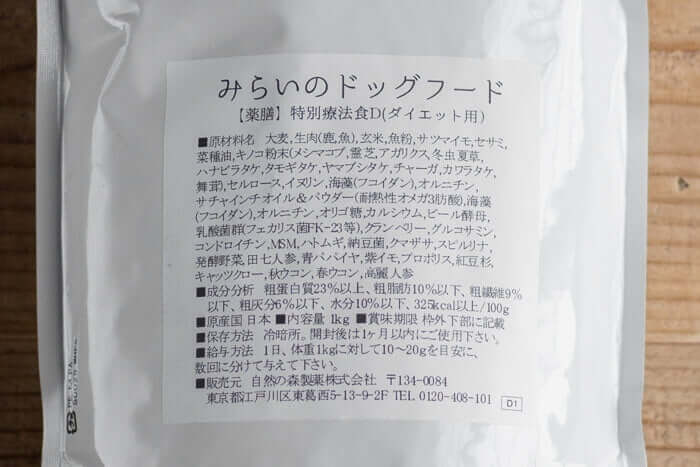 みらいのドッグフード
【薬膳】特別療法食D(ダイエット用)
■原材料名 大麦,生肉(鹿,魚),玄米,魚粉,サツマイモ,セサミ,
菜種油,キノコ粉末(メシマコブ,霊芝,アガリクス,冬虫夏草,
ハナビラタケ,タモギタケ,ヤマブシタケ,チャーガ,カワラタケ,
舞茸),セルロース,イヌリン,海藻(フコイダン),オルニチン,
サチャインチオイル&パウダー(耐熱性オメガ3肪酸),海藻
(フコイダン),オルニチン,オリゴ糖,カルシウム,ビール酵母,
乳酸菌群(フェカリス菌FK-23等),クランベリー,グルコサミン,
コンドロイチン,MSM,ハトムギ,納豆菌,クマザサ,スピルリナ,
発酵野菜,田七人参,青パパイヤ,紫イモ,プロポリス,紅豆杉,
キャッツクロー,秋ウコン,春ウコン,高麗人参
■成分分析 粗蛋白質23%以上、粗脂肪10%以下、粗繊維9%
以下、粗灰分6%以下、水分10%以下、325kcal以上/100g
■原産国 日本 ■内容量 1kg ■賞味期限 枠外下部に記載
■保存方法 冷暗所。開封後は1ヶ月以内にご使用下さい。
■給与方法 1日、体重1kgに対して10~20gを目安に、
数回に分けて与えて下さい。
■販売元 自然の森製薬株式会社 〒134-0084
東京都江戸川区東葛西5-13-9-2F TEL 0120-408-101
D1